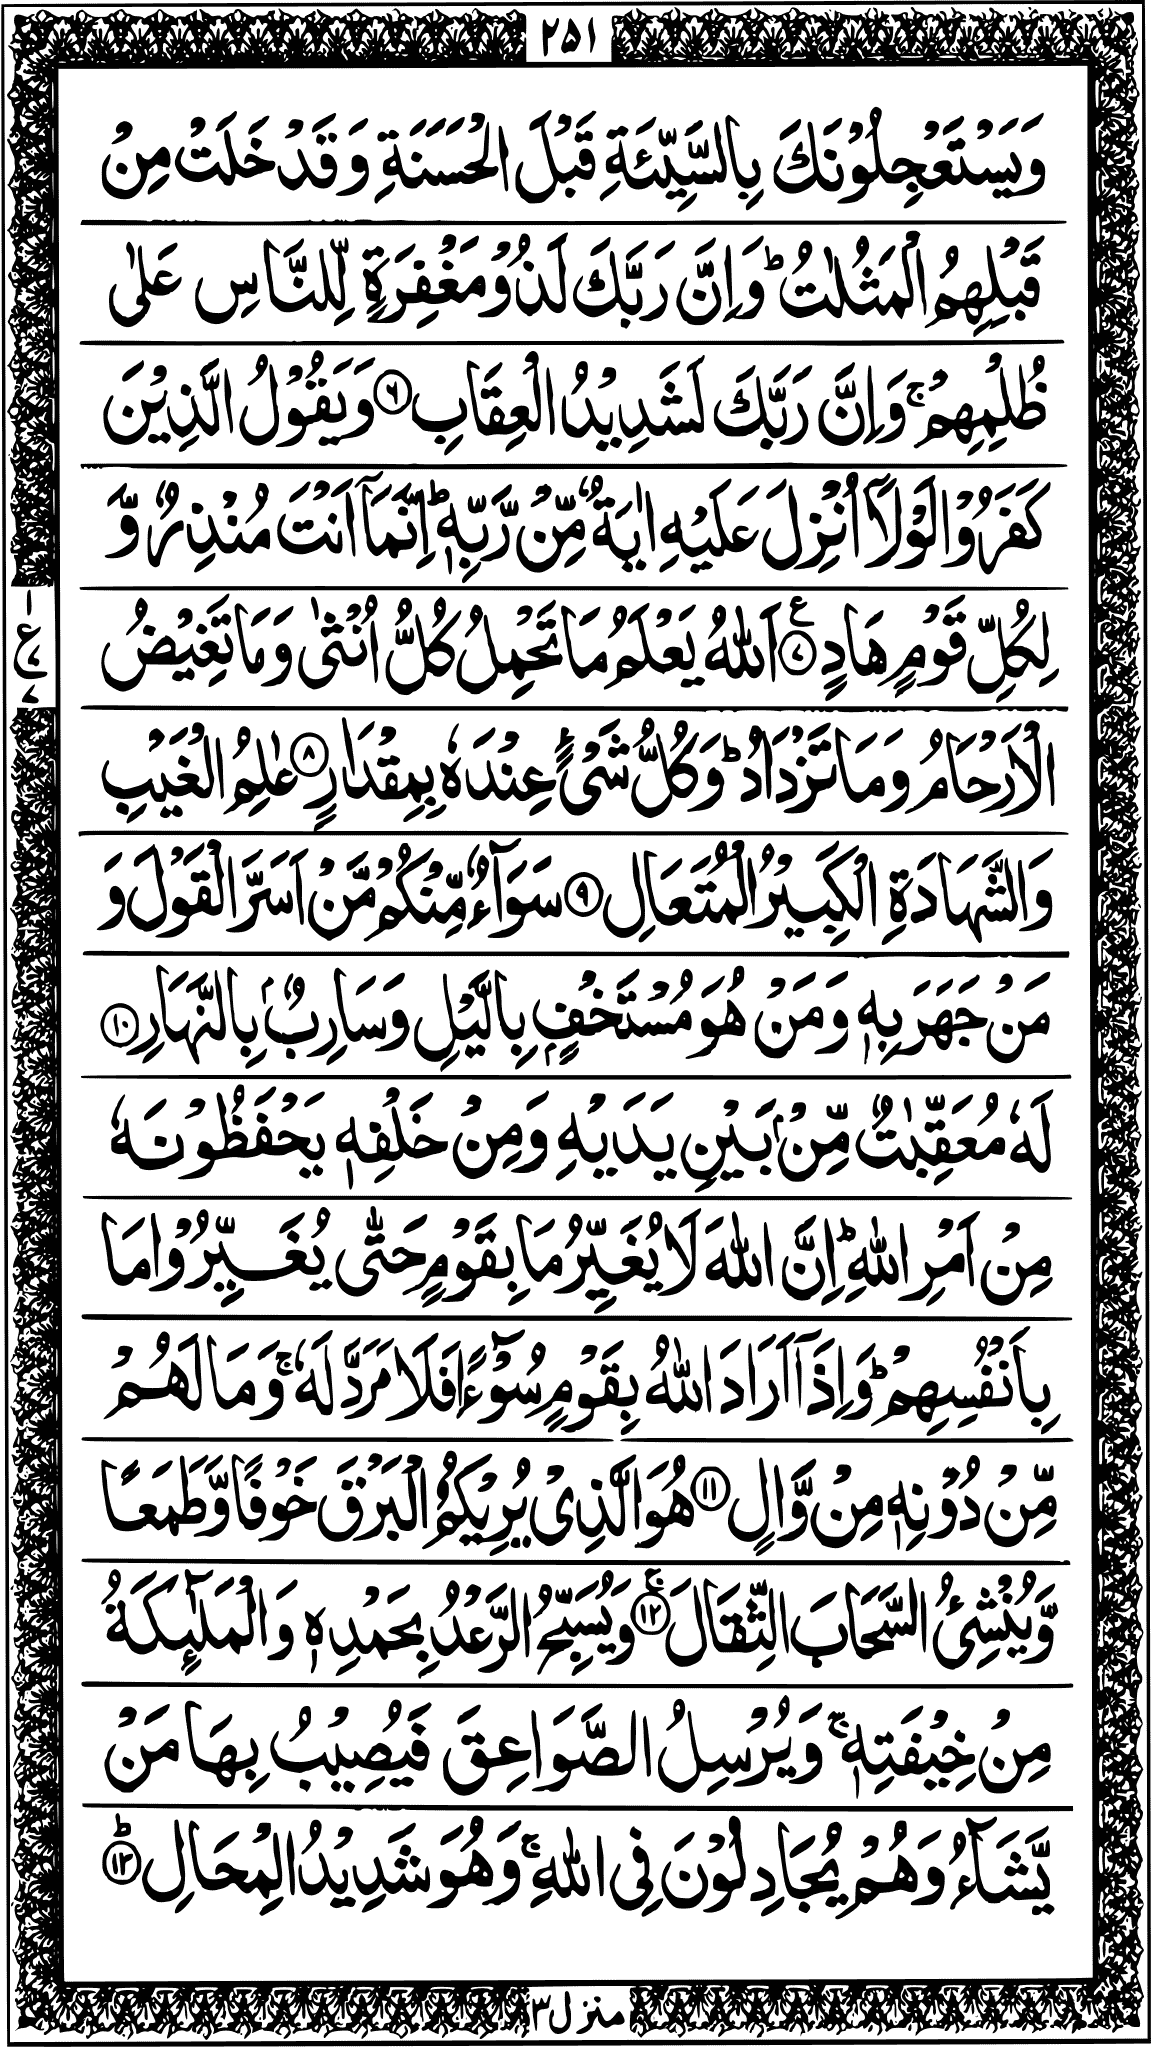 ٢٥١
وَيَسْتَعْجِلُوْنَكَ بِالسَّيِّئَةِ قَبْلَ الْحَسَنَةِ وَقَدْ خَلَتْ مِنْ
قَبْلِهِمُ الْمَثُلٰتُ ؕ وَاِنَّ رَبَّكَ لَذُوْ مَغْفِرَةٍ لِّلنَّاسِ عَلٰى
ظُلْمِهِمْ ۚ وَاِنَّ رَبَّكَ لَشَدِيْدُ الْعِقَابِ ۝٦ وَيَقُوْلُ الَّذِيْنَ
كَفَرُوْا لَوْلَاۤ اُنْزِلَ عَلَيْهِ اٰيَةٌ مِّنْ رَّبِّهٖ ؕ اِنَّمَاۤ اَنْتَ مُنْذِرٌ وَّ
لِكُلِّ قَوْمٍ هَادٍ ۝٧ ع اَللّٰهُ يَعْلَمُ مَا تَحْمِلُ كُلُّ اُنْثٰى وَمَا تَغِيْضُ
١
ع
٧
٧
الْاَرْحَامُ وَمَا تَزْدَادُ ؕ وَكُلُّ شَىْءٍ عِنْدَهٗ بِمِقْدَارٍ ۝٨ عٰلِمُ الْغَيْبِ
وَالشَّهَادَةِ الْكَبِيْرُ الْمُتَعَالِ ۝٩ سَوَآءٌ مِّنْكُمْ مَّنْ اَسَرَّ الْقَوْلَ وَ
مَنْ جَهَرَ بِهٖ وَمَنْ هُوَ مُسْتَخْفٍۭ بِالَّيْلِ وَسَارِبٌۢ بِالنَّهَارِ ۝١٠
لَهٗ مُعَقِّبٰتٌ مِّنْۢ بَيْنِ يَدَيْهِ وَمِنْ خَلْفِهٖ يَحْفَظُوْنَهٗ
مِنْ اَمْرِ اللّٰهِ ؕ اِنَّ اللّٰهَ لَا يُغَيِّرُ مَا بِقَوْمٍ حَتّٰى يُغَيِّرُوْا مَا
بِاَنْفُسِهِمْ ؕ وَاِذَاۤ اَرَادَ اللّٰهُ بِقَوْمٍ سُوْٓءًا فَلَا مَرَدَّ لَهٗ ۚ وَمَا لَهُمْ
مِّنْ دُوْنِهٖ مِنْ وَّالٍ ۝١١ هُوَ الَّذِىْ يُرِيْكُمُ الْبَرْقَ خَوْفًا وَّطَمَعًا
وَّيُنْشِئُ السَّحَابَ الثِّقَالَ ۝١٢ ۚ وَيُسَبِّحُ الرَّعْدُ بِحَمْدِهٖ وَالْمَلٰٓئِكَةُ
مِنْ خِيْفَتِهٖ ۚ وَيُرْسِلُ الصَّوَاعِقَ فَيُصِيْبُ بِهَا مَنْ
يَّشَآءُ وَهُمْ يُجَادِلُوْنَ فِى اللّٰهِ ۚ وَهُوَ شَدِيْدُ الْمِحَالِ ۝١٣ ؕ
منزل ٣